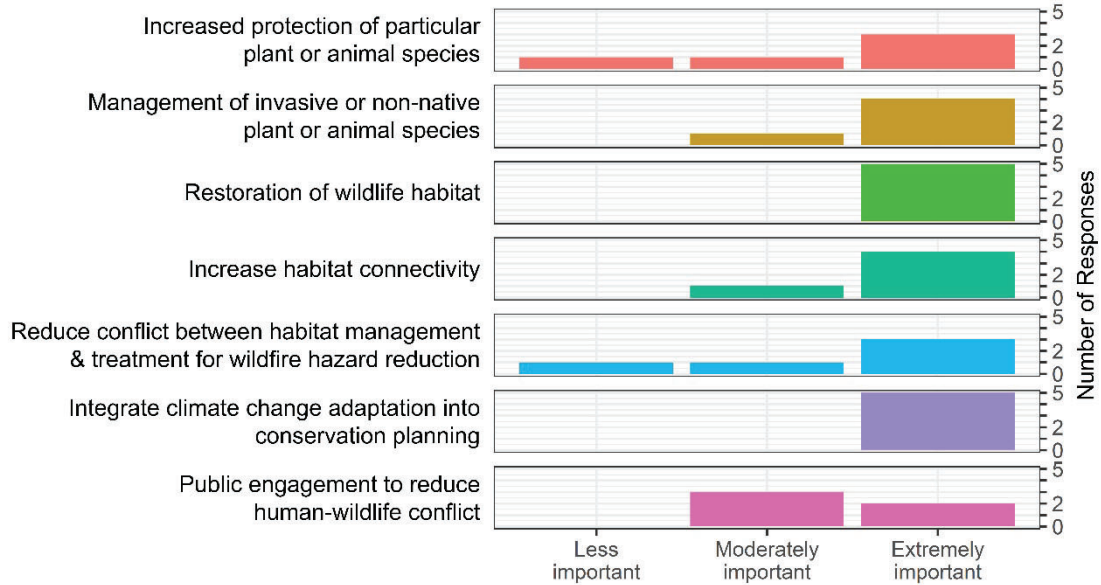 Increased protection of particular
plant or animal species
5
2
0
Management of invasive or non-native
plant or animal species
5
2
0
Restoration of wildlife habitat
5
2
0
Increase habitat connectivity
5
2
0
Reduce conflict between habitat management
& treatment for wildfire hazard reduction
5
2
0
Integrate climate change adaptation into
conservation planning
5
2
0
Public engagement to reduce
human-wildlife conflict
5
2
0
Number of Responses
Less
important
Moderately
important
Extremely
important